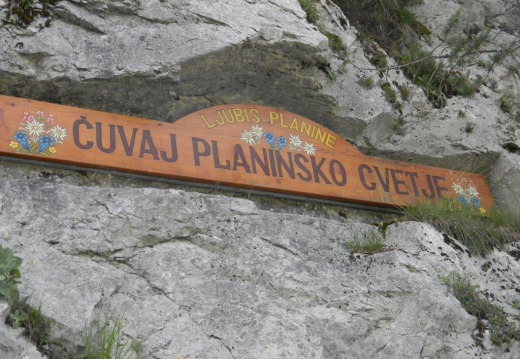 LJUBIŠ PLANINE
ČUVAJ PLANINSKO CVETJE